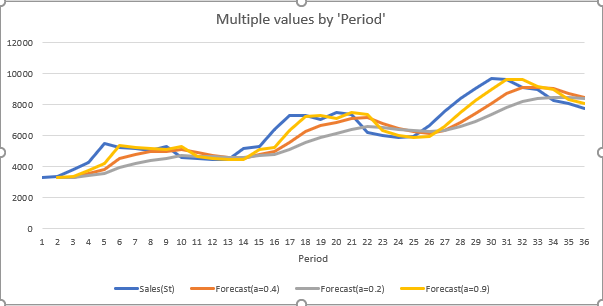 Multiple values by 'Period'
12000
10000
8000
6000
4000
2000
0
1 2 3 4 5 6 7 8 9 10 11 12 13 14 15 16 17 18 19 20 21 22 23 24 25 26 27 28 29 30 31 32 33 34 35 36
Period
Sales(St) Forecast(a=0.4) Forecast(a=0.2) Forecast(a=0.9)